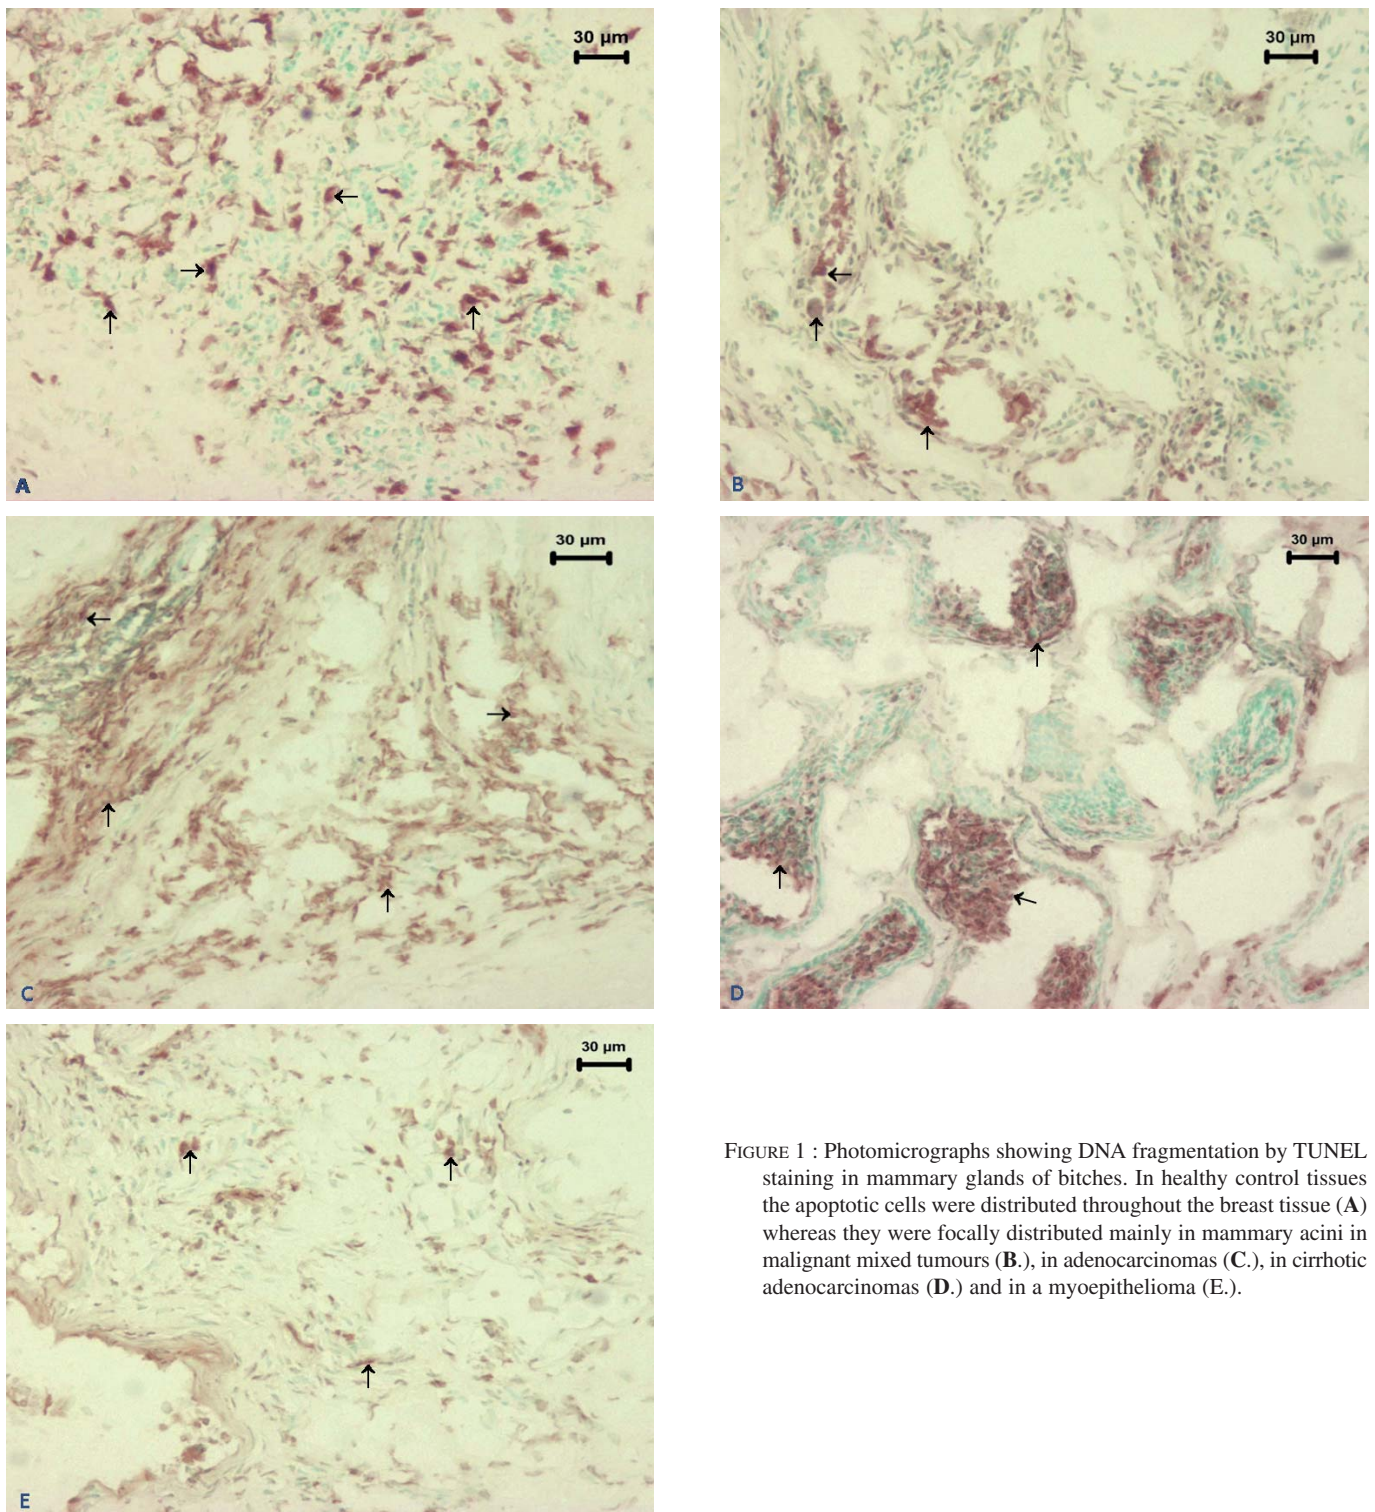 30 µm
A
30 µm
B
30 µm
C
30 µm
D
30 µm
E
FIGURE 1 : Photomicrographs showing DNA fragmentation by TUNEL
staining in mammary glands of bitches. In healthy control tissues
the apoptotic cells were distributed throughout the breast tissue (A)
whereas they were focally distributed mainly in mammary acini in
malignant mixed tumours (B.), in adenocarcinomas (C.), in cirrhotic
adenocarcinomas (D.) and in a myoepithelioma (E.).